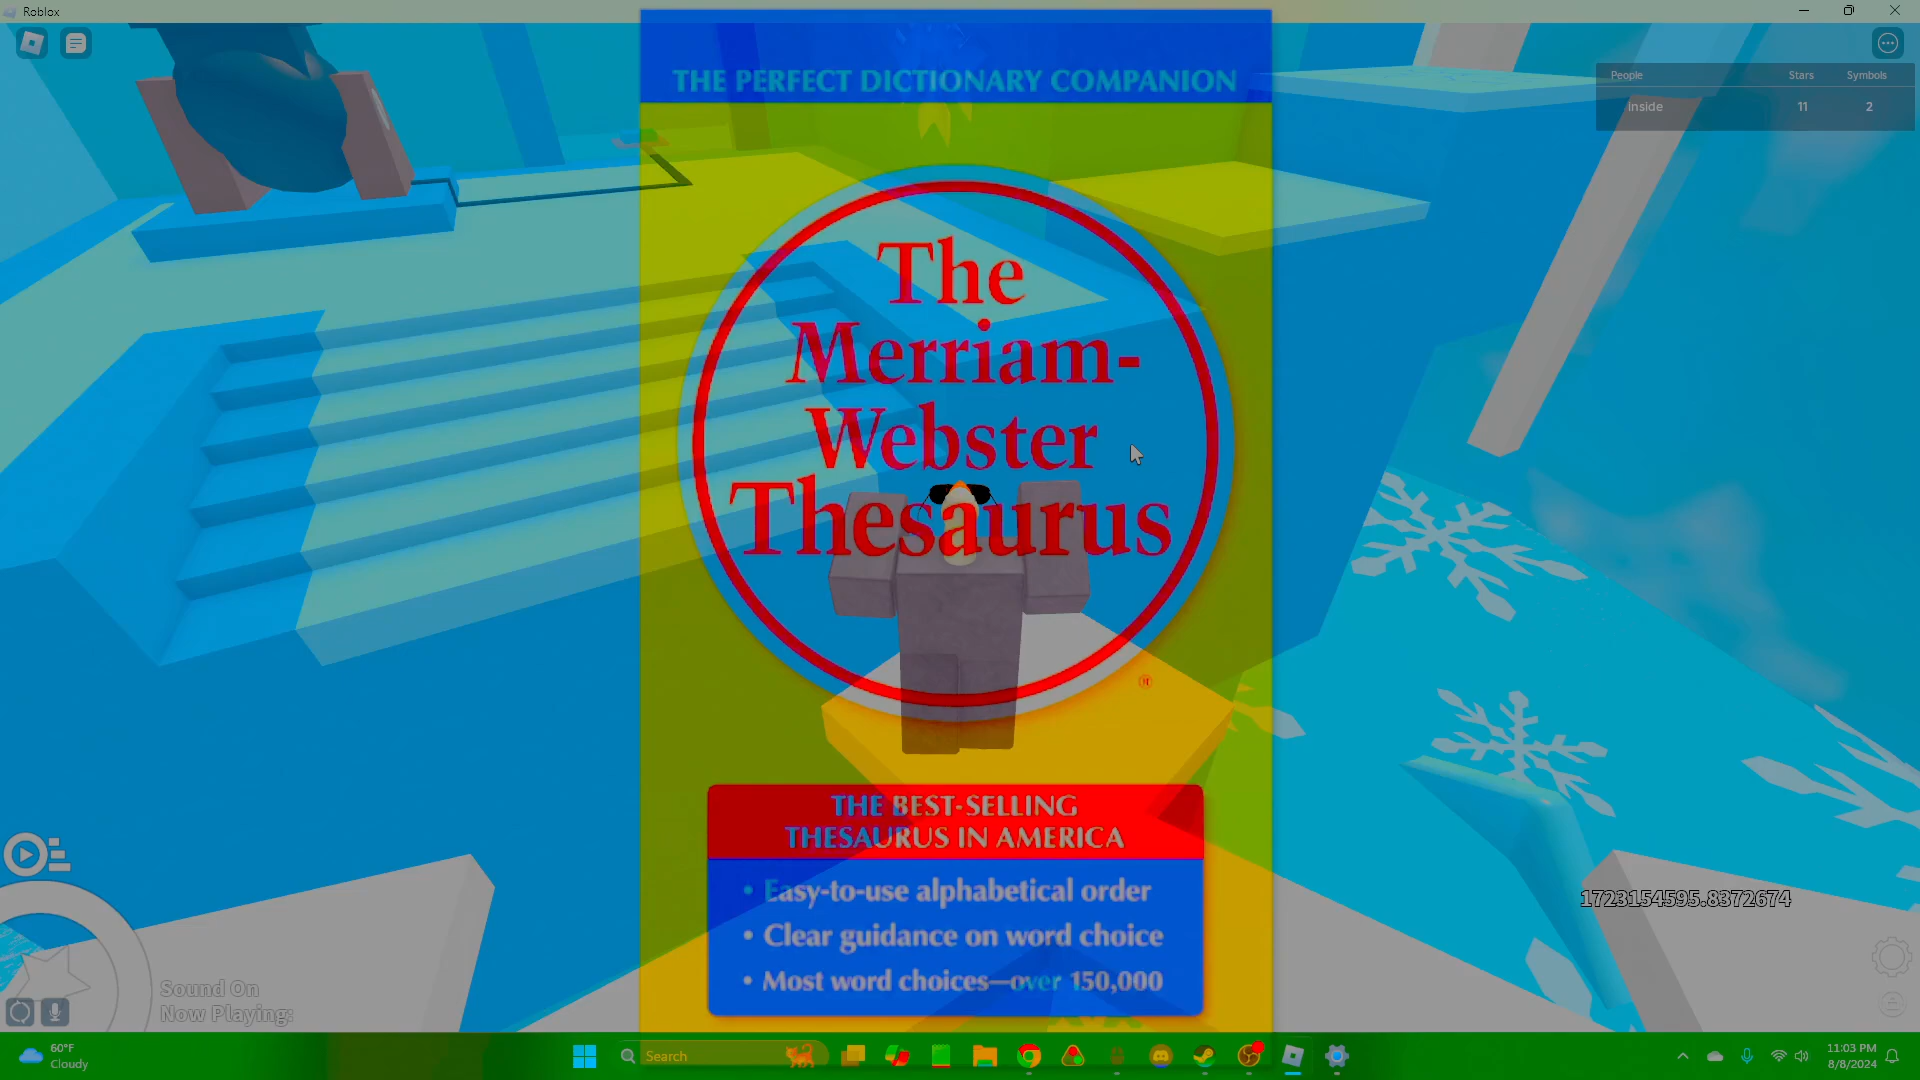 Roblox
THE PERFECT DICTIONARY COMPANION
People Stars Symbols
Inside 11 2
The
Merriam-
Webster
Thesaurus
THE BEST-SELLING
THESAURUS IN AMERICA
• Easy-to-use alphabetical order
• Clear guidance on word choice
• Most word choices—over 150,000
1723154595.8372674
Sound On
Now Playing:
60°F
Cloudy
Search
11:03 PM
8/8/2024